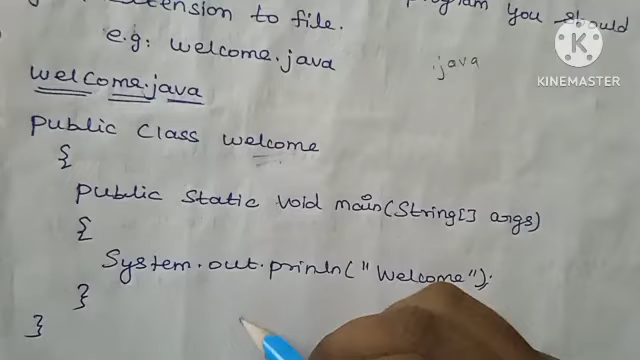 extension to file. program you should
e.g: welcome.java .java
welcome.java
KINEMASTER
public class welcome
{
public static void main(String[] args)
{
System.out.println("Welcome");
}
}